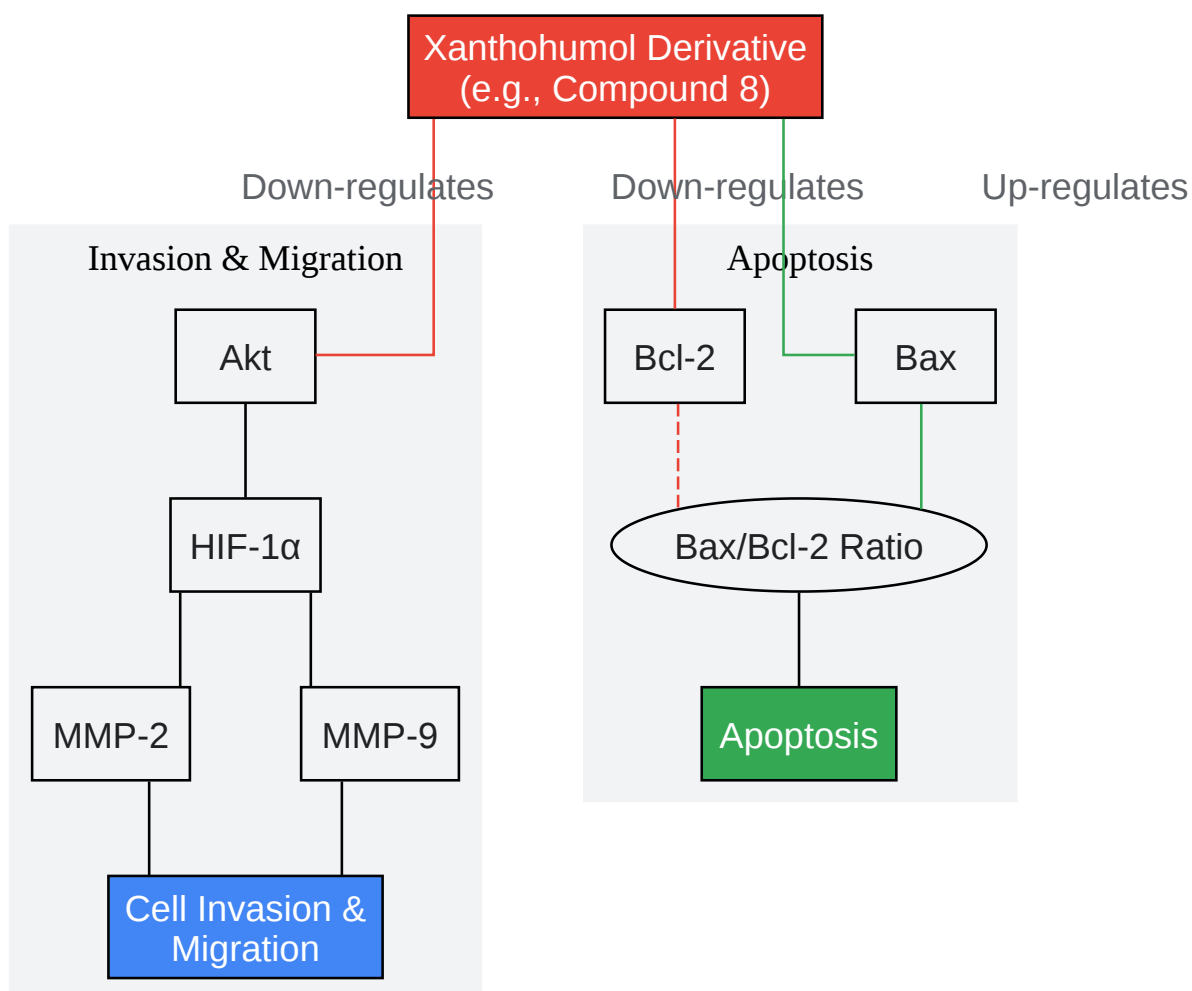 Xanthohumol Derivative
(e.g., Compound 8)
Down-regulates
Down-regulates
Up-regulates
Invasion & Migration
Apoptosis
Akt
Bcl-2
Bax
HIF-1α
Bax/Bcl-2 Ratio
MMP-2
MMP-9
Apoptosis
Cell Invasion &
Migration